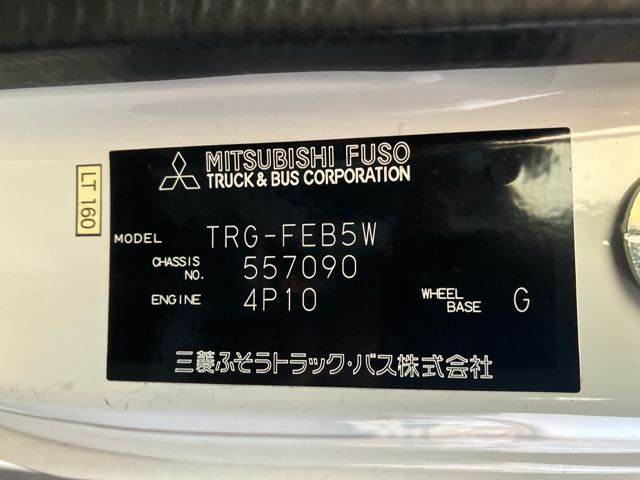 MITSUBISHI FUSO
TRUCK & BUS CORPORATION
LT 160
MODEL TRG-FEB5W
CHASSIS NO. 557090
ENGINE 4P10 WHEEL BASE G
三菱ふそうトラック・バス株式会社